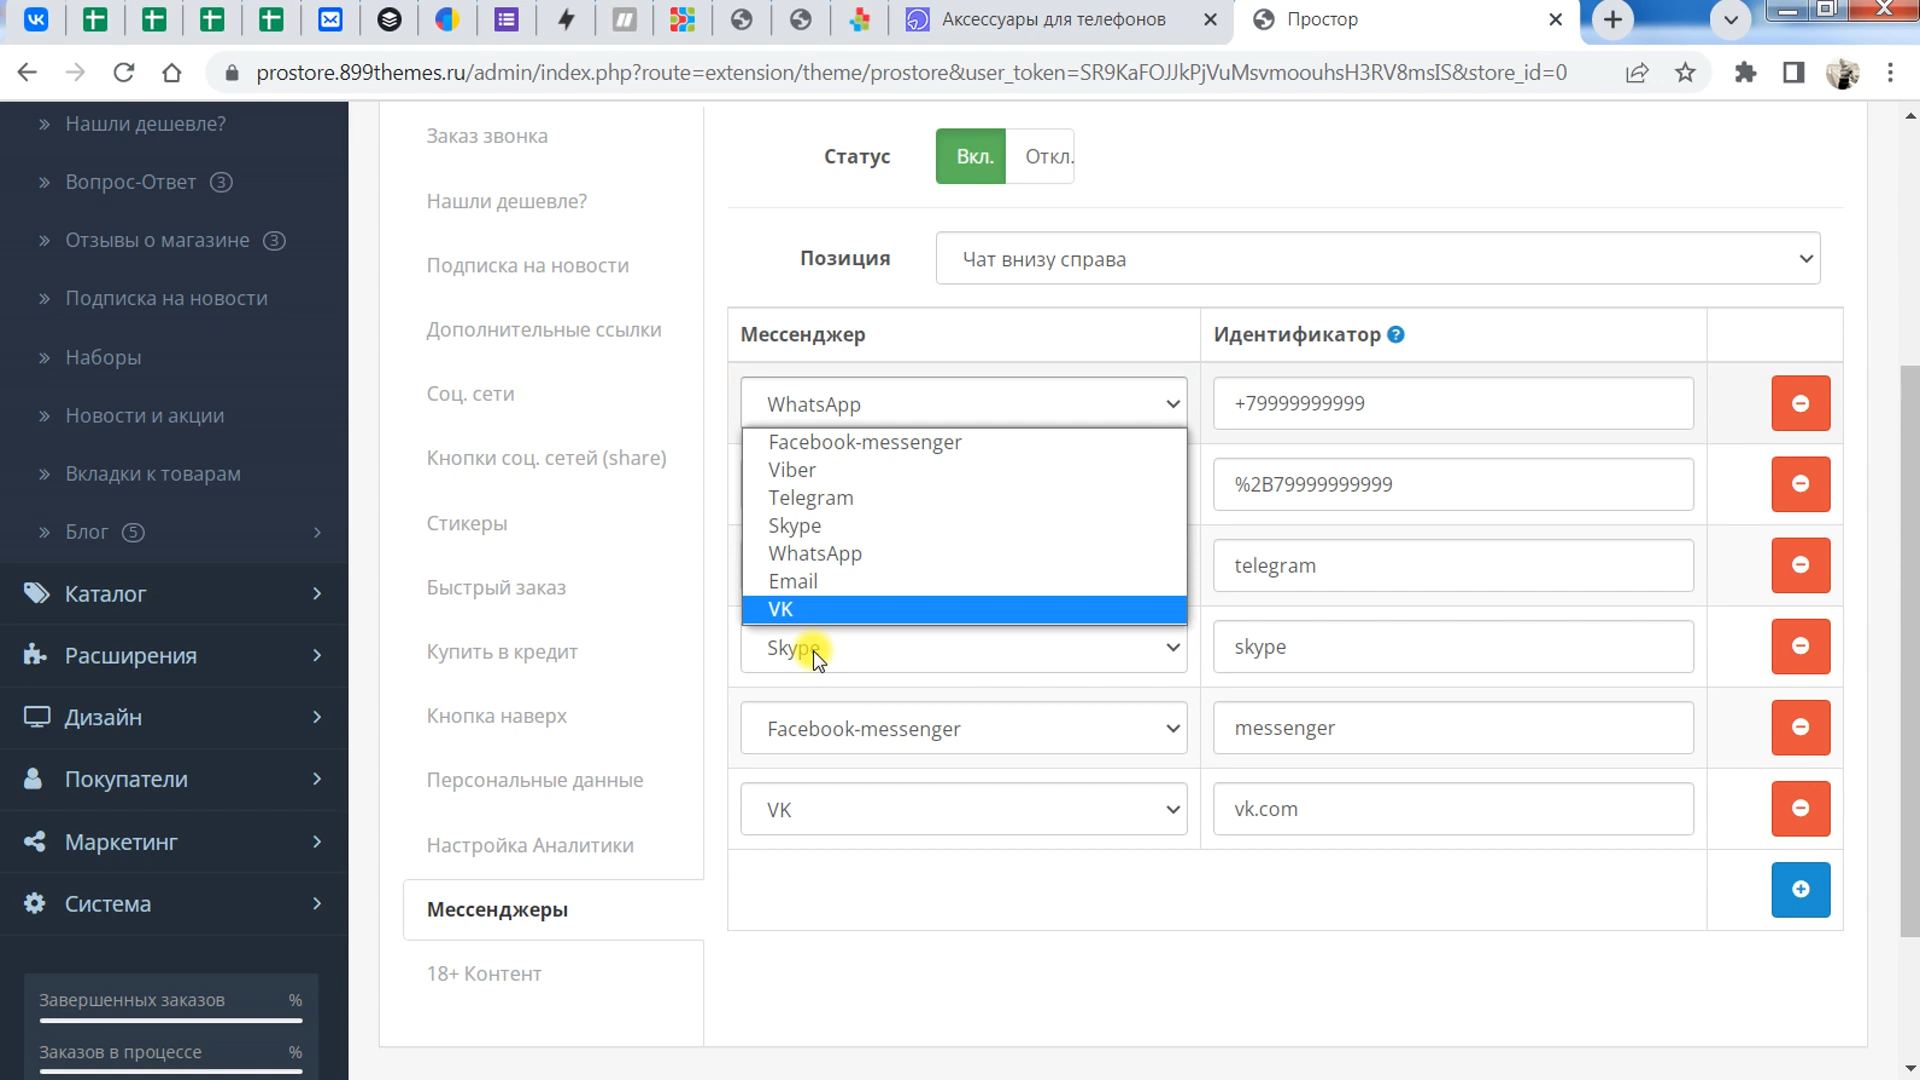 Аксессуары для телефонов
Простор
prostore.899themes.ru/admin/index.php?route=extension/theme/prostore&user_token=SR9KaFOJJkPjVuMsvmoouhsH3RV8msIS&store_id=0
Нашли дешевле?
Вопрос-Ответ 3
Отзывы о магазине 3
Подписка на новости
Наборы
Новости и акции
Вкладки к товарам
Блог 5
Каталог
Расширения
Дизайн
Покупатели
Маркетинг
Система
Завершенных заказов %
Заказов в процессе %
Заказ звонка
Нашли дешевле?
Подписка на новости
Дополнительные ссылки
Соц. сети
Кнопки соц. сетей (share)
Стикеры
Быстрый заказ
Купить в кредит
Кнопка наверх
Персональные данные
Настройка Аналитики
Мессенджеры
18+ Контент
Статус Вкл. Откл.
Позиция Чат внизу справа
Мессенджер Идентификатор ?
WhatsApp +79999999999
Facebook-messenger
Viber
Telegram
Skype
WhatsApp
Email
VK
%2B79999999999
telegram
Skype skype
Facebook-messenger messenger
VK vk.com